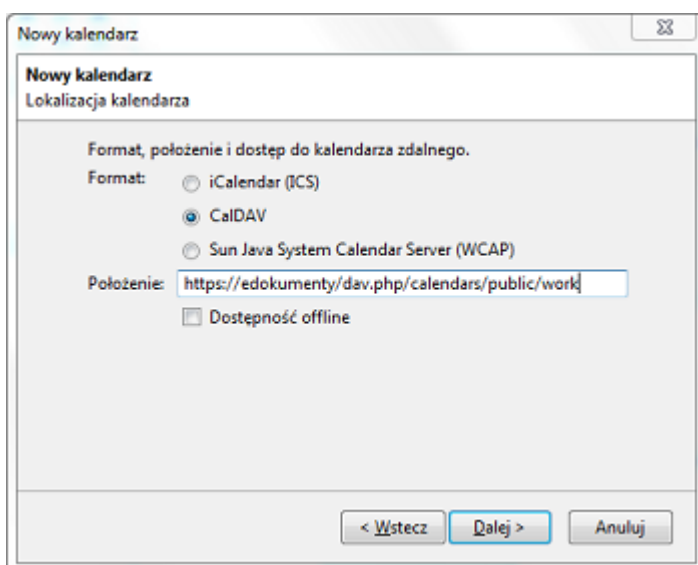 Nowy kalendarz
Nowy kalendarz
Lokalizacja kalendarza
Format, położenie i dostęp do kalendarza zdalnego.
Format:
iCalendar (ICS)
CalDAV
Sun Java System Calendar Server (WCAP)
Położenie: https://edokumenty/dav.php/calendars/public/work
Dostępność offline
< Wstecz Dalej > Anuluj